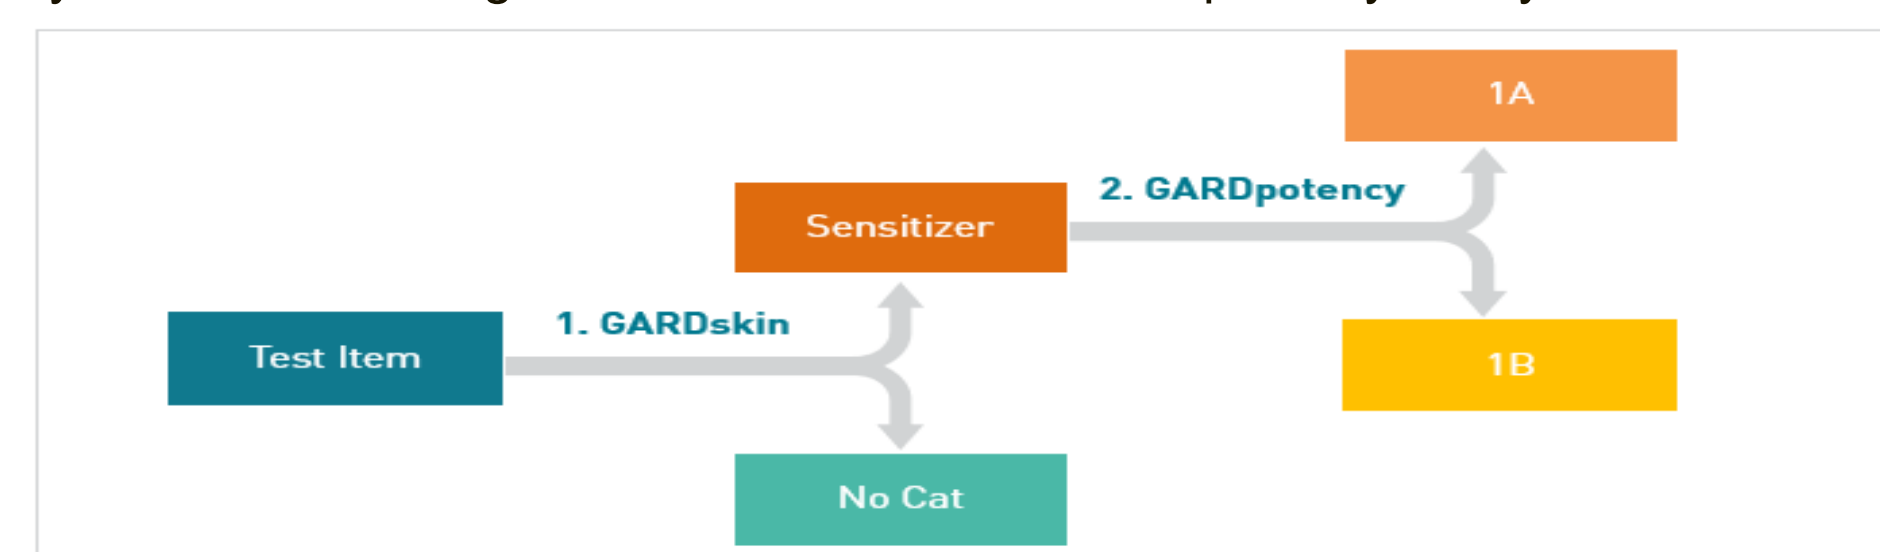 1A
2. GARDpotency
Sensitizer
1. GARDskin
Test Item
1B
No Cat